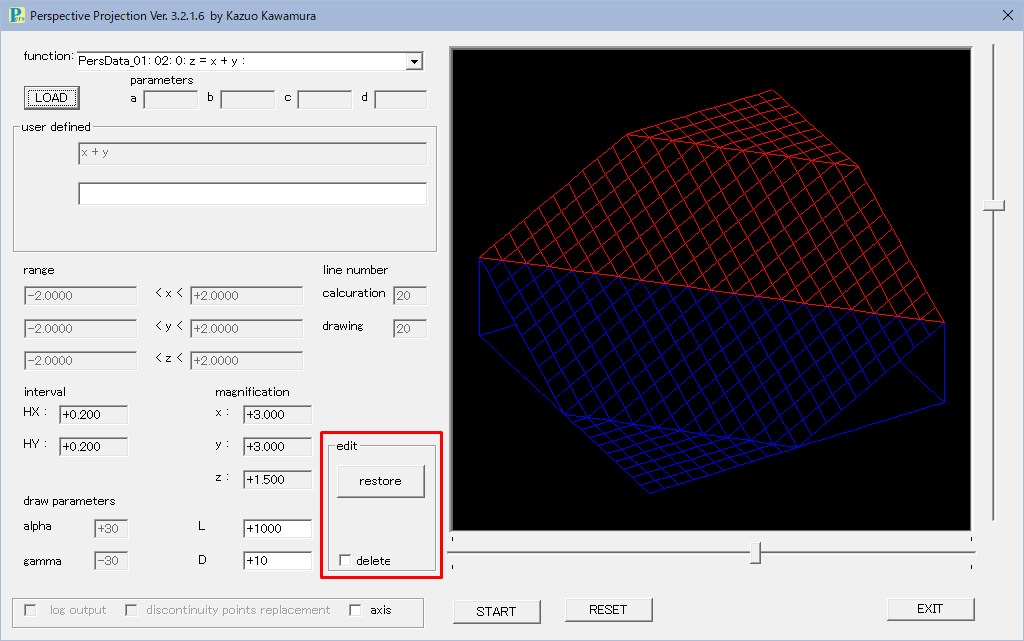 Perspective Projection Ver. 3.2.1.6 by Kazuo Kawamura
function: PersData_01: 02: 0: z = x + y :
parameters
LOAD a b c d
user defined
x + y
range line number
-2.0000 < x < +2.0000 calcuration 20
-2.0000 < y < +2.0000 drawing 20
-2.0000 < z < +2.0000
interval magnification
HX : +0.200 x : +3.000
HY : +0.200 y : +3.000
z : +1.500
edit
restore
delete
draw parameters
alpha +30 L +1000
gamma -30 D +10
log output discontinuity points replacement axis
START RESET EXIT